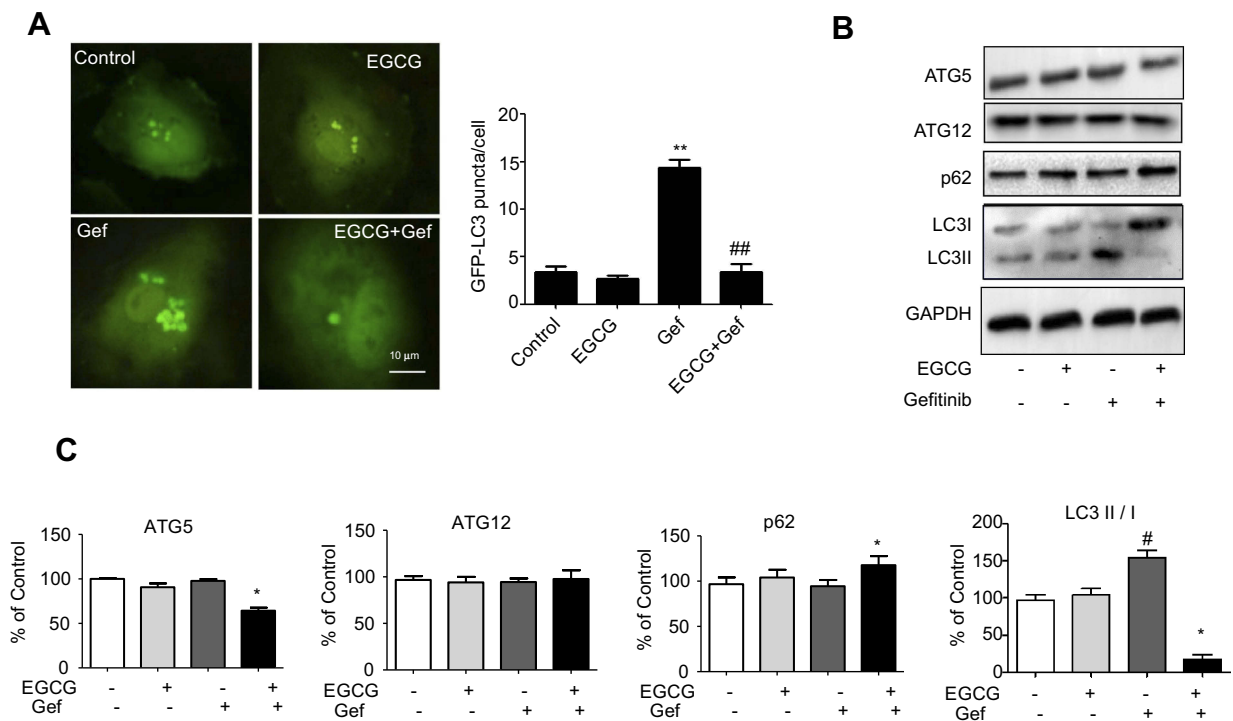 A
Control
EGCG
Gef
EGCG+Gef
10 μm
GFP-LC3 puncta/cell
20
15
10
5
0
**
##
Control
EGCG
Gef
EGCG+Gef
B
ATG5
ATG12
p62
LC3I
LC3II
GAPDH
EGCG - + - +
Gefitinib - - + +
C
ATG5
% of Control
150
100
50
0
*
EGCG - + - +
Gef - - + +
ATG12
% of Control
150
100
50
0
EGCG - + - +
Gef - - + +
p62
% of Control
150
100
50
0
*
EGCG - + - +
Gef - - + +
LC3 II / I
% of Control
200
150
100
50
0
#
*
EGCG - + - +
Gef - - + +